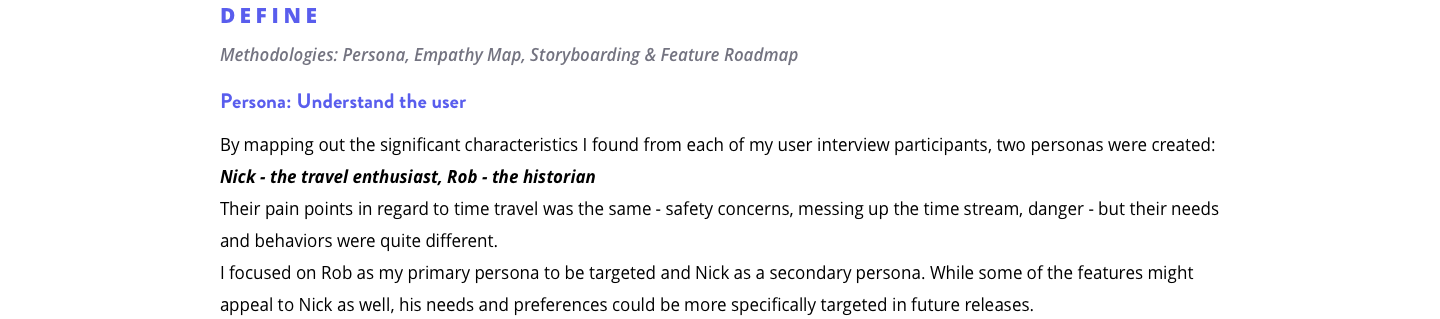 DEFINE
Methodologies: Persona, Empathy Map, Storyboarding & Feature Roadmap
Persona: Understand the user
By mapping out the significant characteristics I found from each of my user interview participants, two personas were created:
Nick - the travel enthusiast, Rob - the historian
Their pain points in regard to time travel was the same - safety concerns, messing up the time stream, danger - but their needs
and behaviors were quite different.
I focused on Rob as my primary persona to be targeted and Nick as a secondary persona. While some of the features might
appeal to Nick as well, his needs and preferences could be more specifically targeted in future releases.